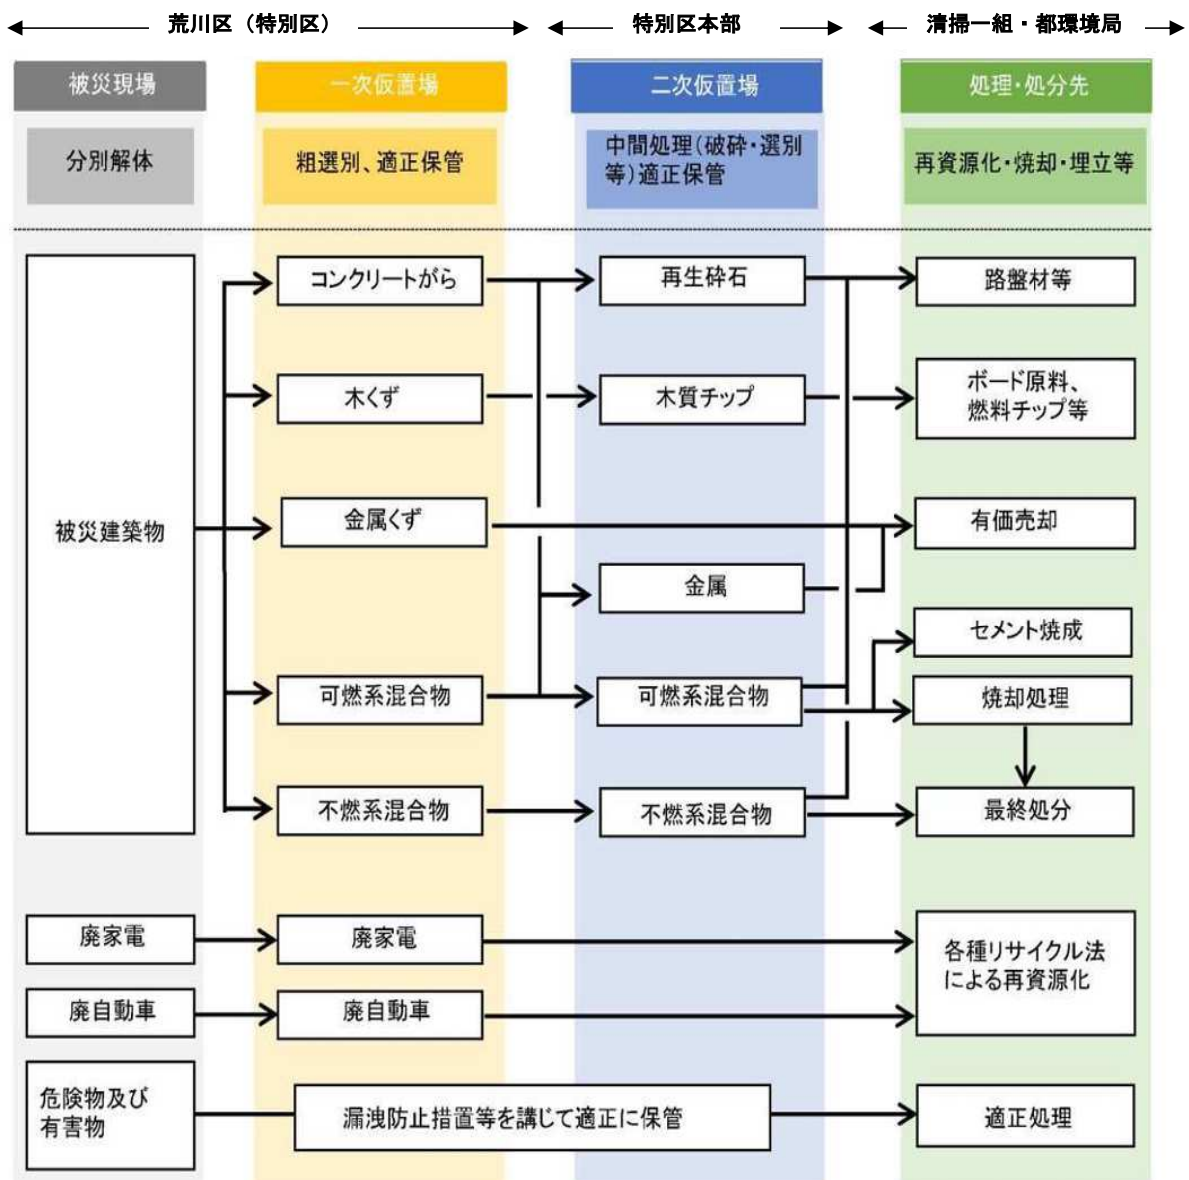 荒川区（特別区）
特別区本部
清掃一組・都環境局
被災現場
一次仮置場
二次仮置場
処理・処分先
分別解体
粗選別、適正保管
中間処理(破砕・選別
等)適正保管
再資源化・焼却・埋立等
被災建築物
コンクリートがら
再生砕石
路盤材等
木くず
木質チップ
ボード原料、
燃料チップ等
金属くず
有価売却
金属
セメント焼成
可燃系混合物
可燃系混合物
焼却処理
不燃系混合物
不燃系混合物
最終処分
廃家電
廃家電
各種リサイクル法
による再資源化
廃自動車
廃自動車
危険物及び
有害物
漏洩防止措置等を講じて適正に保管
適正処理